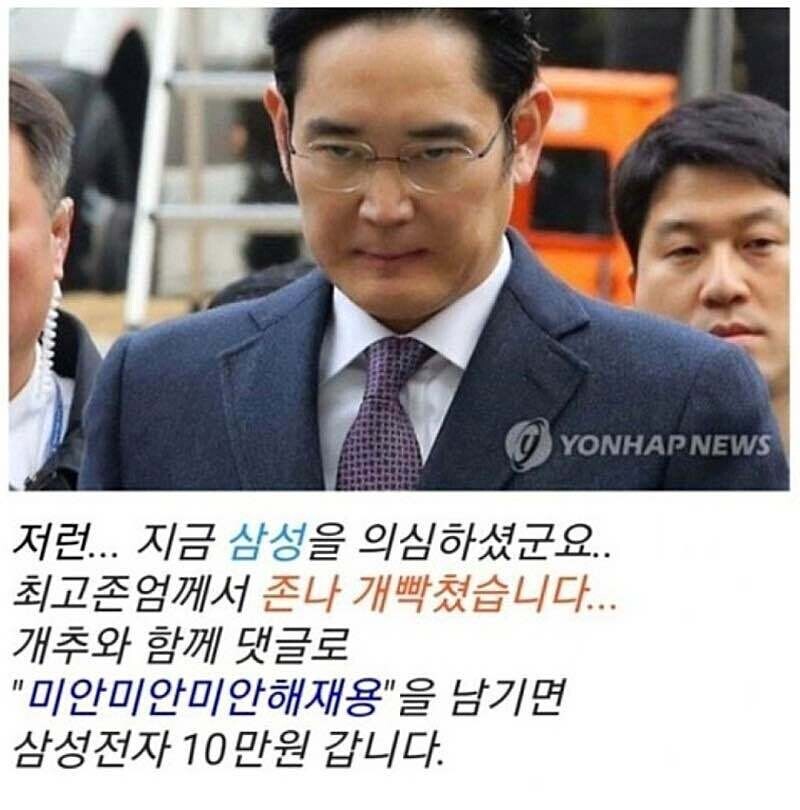 YONHAP NEWS
저런... 지금 삼성을 의심하셨군요..
최고존엄께서 존나 개빡쳤습니다...
개추와 함께 댓글로
"미안미안미안해재용"을 남기면
삼성전자 10만원 갑니다.